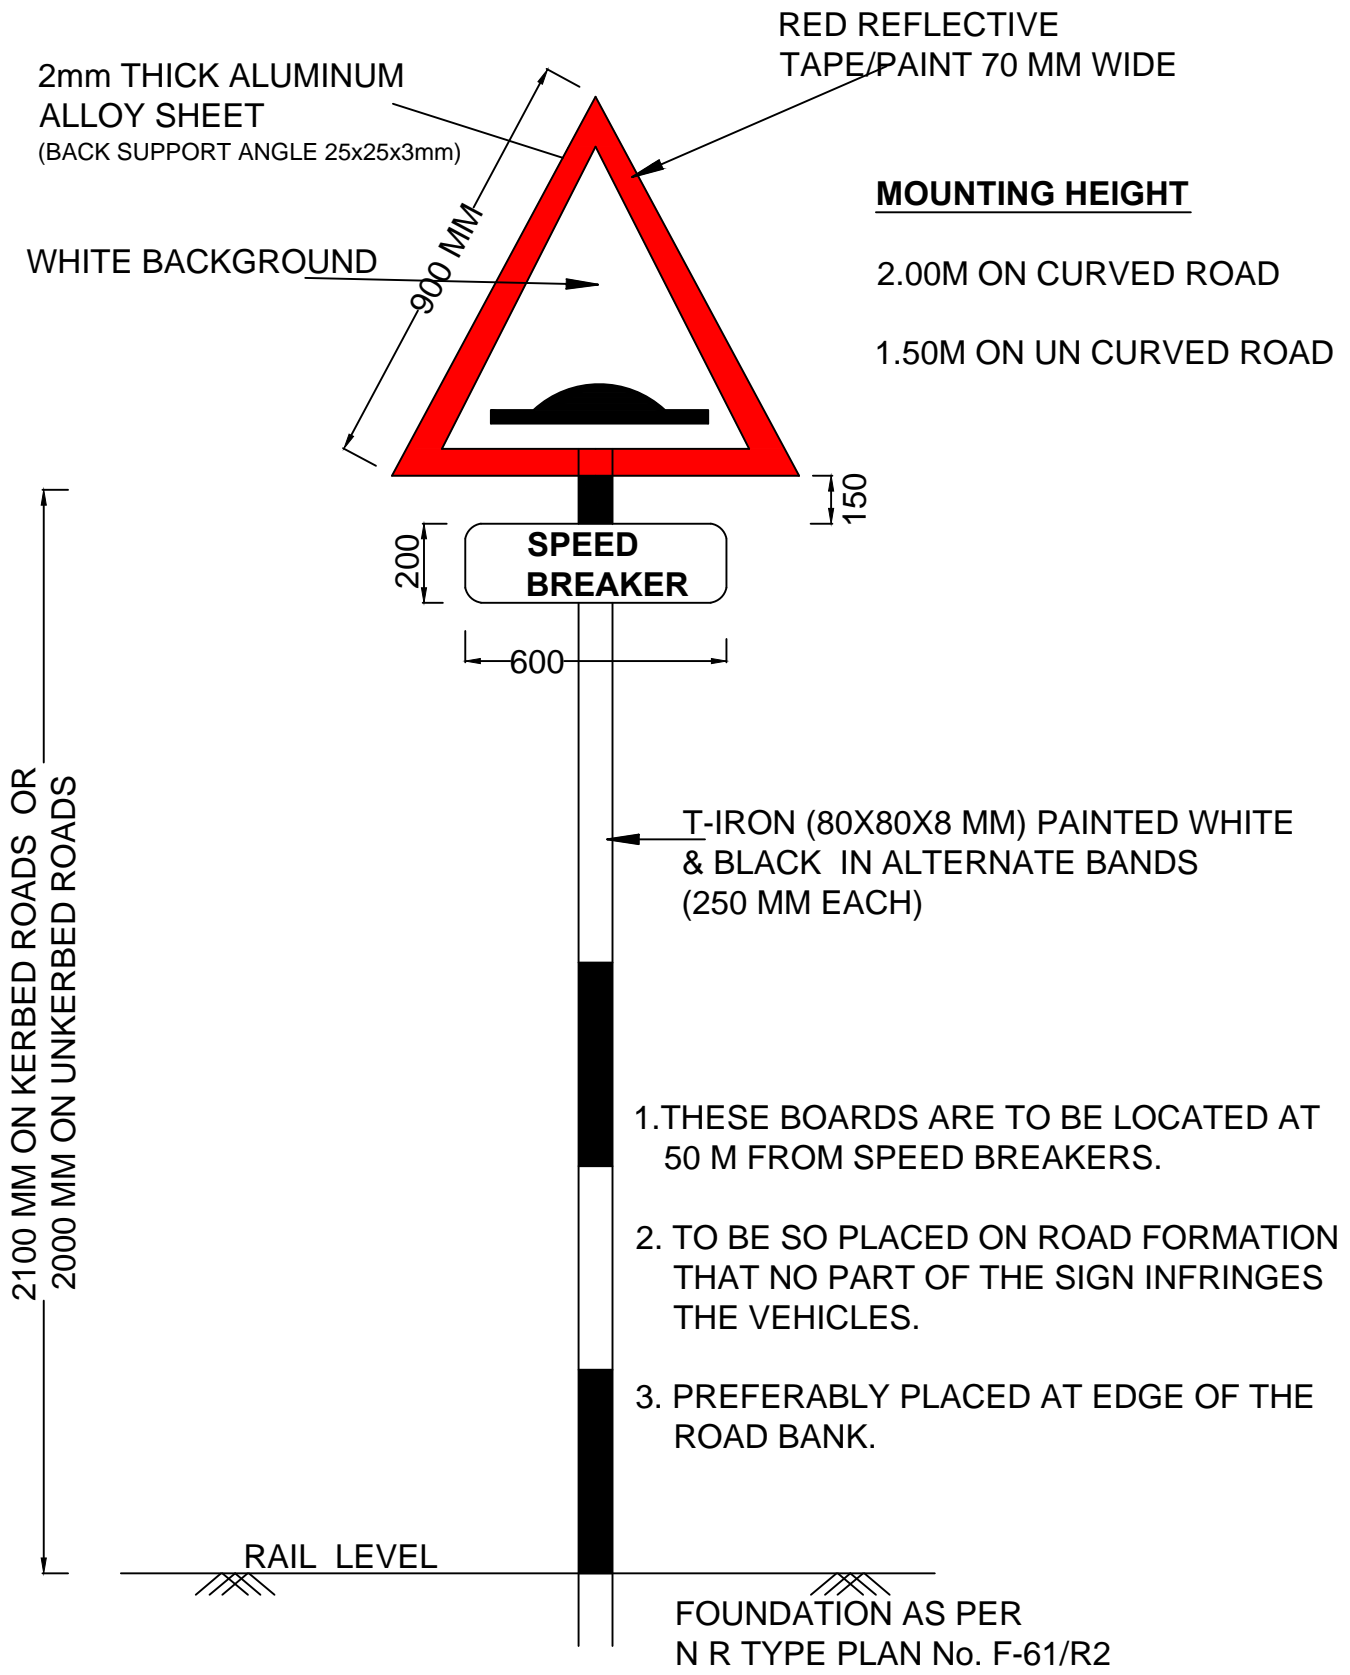 RED REFLECTIVE
TAPE/PAINT 70 MM WIDE
2mm THICK ALUMINUM
ALLOY SHEET
(BACK SUPPORT ANGLE 25x25x3mm)
MOUNTING HEIGHT
900 MM
WHITE BACKGROUND
2.00M ON CURVED ROAD
1.50M ON UN CURVED ROAD
150
200
SPEED
BREAKER
600
2100 MM ON KERBED ROADS OR
2000 MM ON UNKERBED ROADS
T-IRON (80X80X8 MM) PAINTED WHITE
& BLACK IN ALTERNATE BANDS
(250 MM EACH)
1.THESE BOARDS ARE TO BE LOCATED AT
50 M FROM SPEED BREAKERS.
2. TO BE SO PLACED ON ROAD FORMATION
THAT NO PART OF THE SIGN INFRINGES
THE VEHICLES.
3. PREFERABLY PLACED AT EDGE OF THE
ROAD BANK.
RAIL LEVEL
FOUNDATION AS PER
N R TYPE PLAN No. F-61/R2